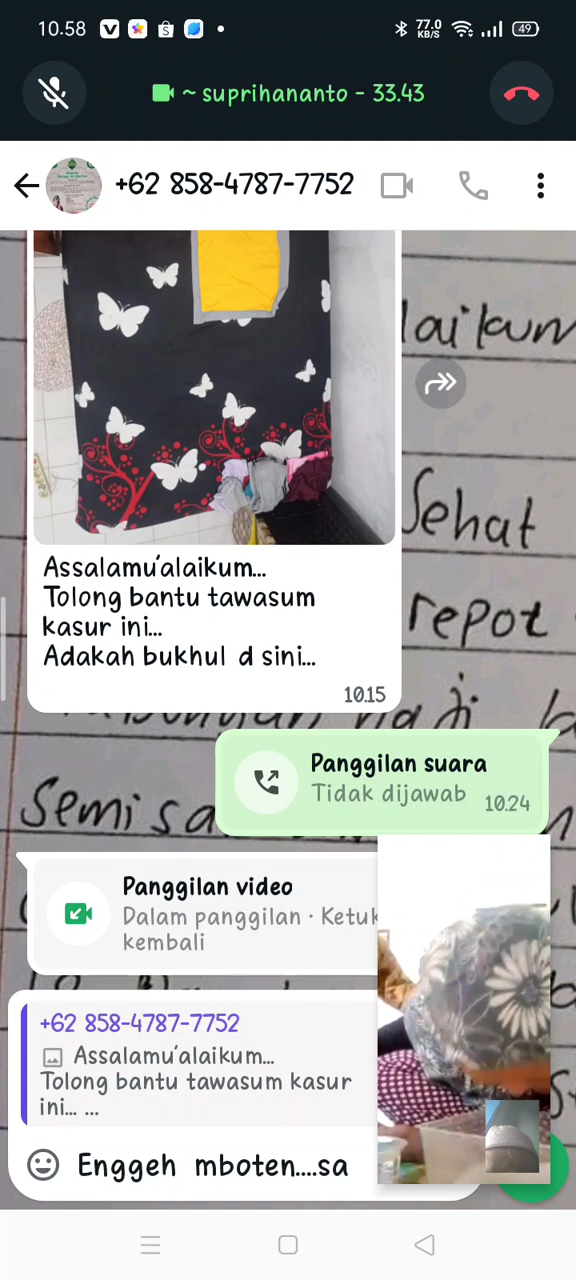 10.58
77.0
KB/S
49
~ suprihananto - 33.43
+62 858-4787-7752
laikum
Sehat
repot
Assalamu'alaikum...
Tolong bantu tawasum
kasur ini...
Adakah bukhul d sini...
10.15
haji
Semi sa
Panggilan suara
Tidak dijawab
10.24
Panggilan video
Dalam panggilan · Ketuk
kembali
+62 858-4787-7752
Assalamu'alaikum...
Tolong bantu tawasum kasur
ini... ...
Enggeh mboten....sa